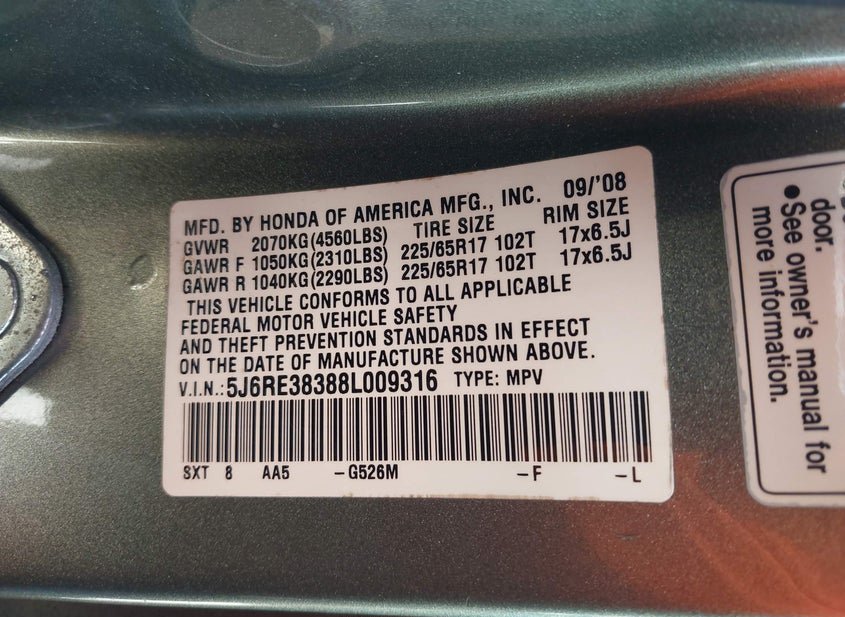 MFD. BY HONDA OF AMERICA MFG., INC. 09/'08
GVWR 2070KG(4560LBS) TIRE SIZE RIM SIZE
GAWR F 1050KG(2310LBS) 225/65R17 102T 17x6.5J
GAWR R 1040KG(2290LBS) 225/65R17 102T 17x6.5J
THIS VEHICLE CONFORMS TO ALL APPLICABLE
FEDERAL MOTOR VEHICLE SAFETY
AND THEFT PREVENTION STANDARDS IN EFFECT
ON THE DATE OF MANUFACTURE SHOWN ABOVE.
V.I.N.:5J6RE38388L009316 TYPE: MPV
SXT 8 AA5 -G526M -F -L
door.
●See owner's manual for
more information.